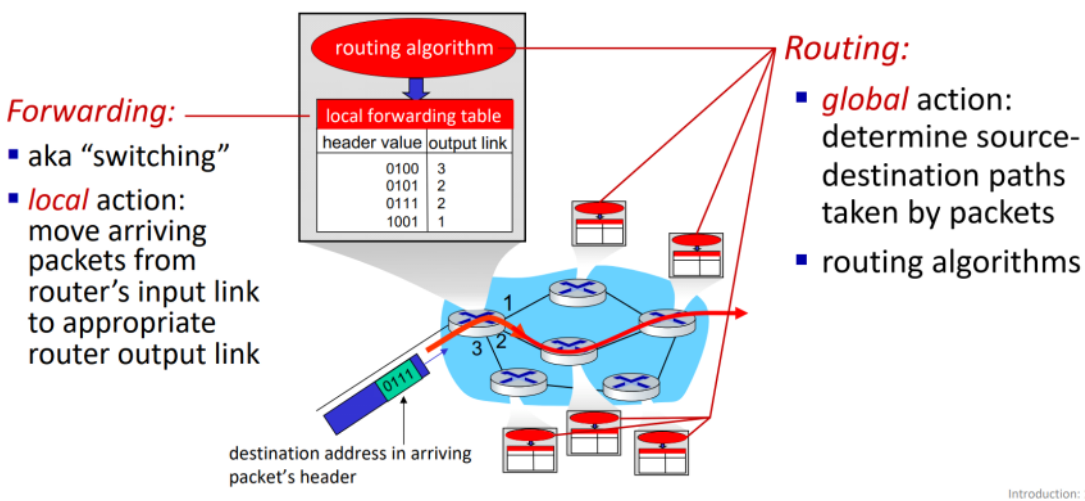 routing algorithm
local forwarding table
header value output link
0100 3
0101 2
0111 2
1001 1
Forwarding:
aka “switching”
local action:
move arriving
packets from
router’s input link
to appropriate
router output link
Routing:
global action:
determine source-
destination paths
taken by packets
routing algorithms
1
2
3
0111
destination address in arriving
packet’s header
Introduction: